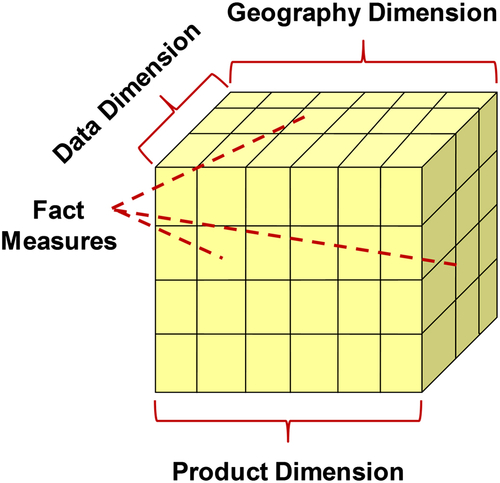 Geography Dimension
Data Dimension
Fact
Measures
Product Dimension